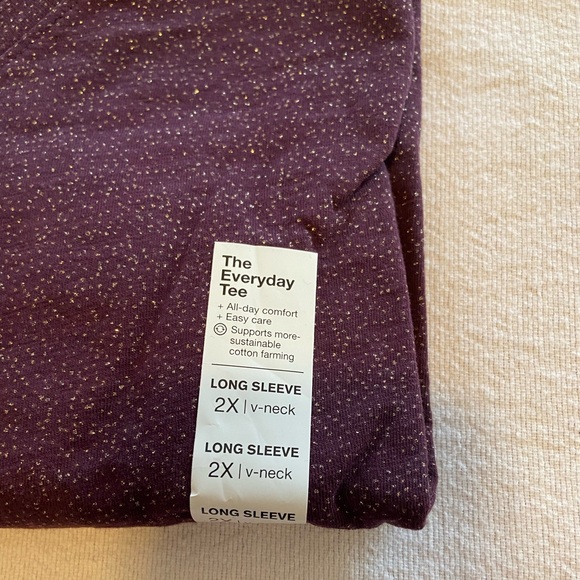 The
Everyday
Tee
+ All-day comfort
+ Easy care
Supports more-
sustainable
cotton farming
LONG SLEEVE
2X | v-neck
LONG SLEEVE
2X | v-neck
LONG SLEEVE